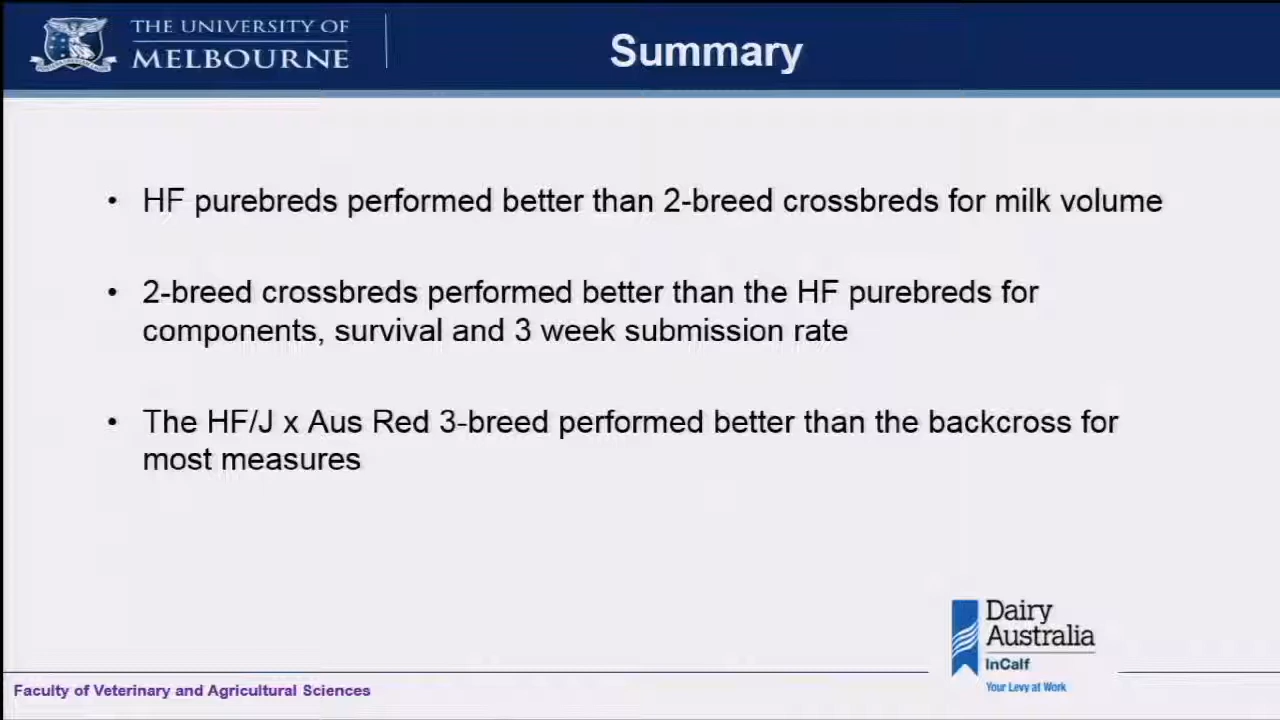 THE UNIVERSITY OF
MELBOURNE
Summary
• HF purebreds performed better than 2-breed crossbreds for milk volume
• 2-breed crossbreds performed better than the HF purebreds for
components, survival and 3 week submission rate
• The HF/J x Aus Red 3-breed performed better than the backcross for
most measures
Dairy
Australia
InCalf
Your Levy at Work
Faculty of Veterinary and Agricultural Sciences